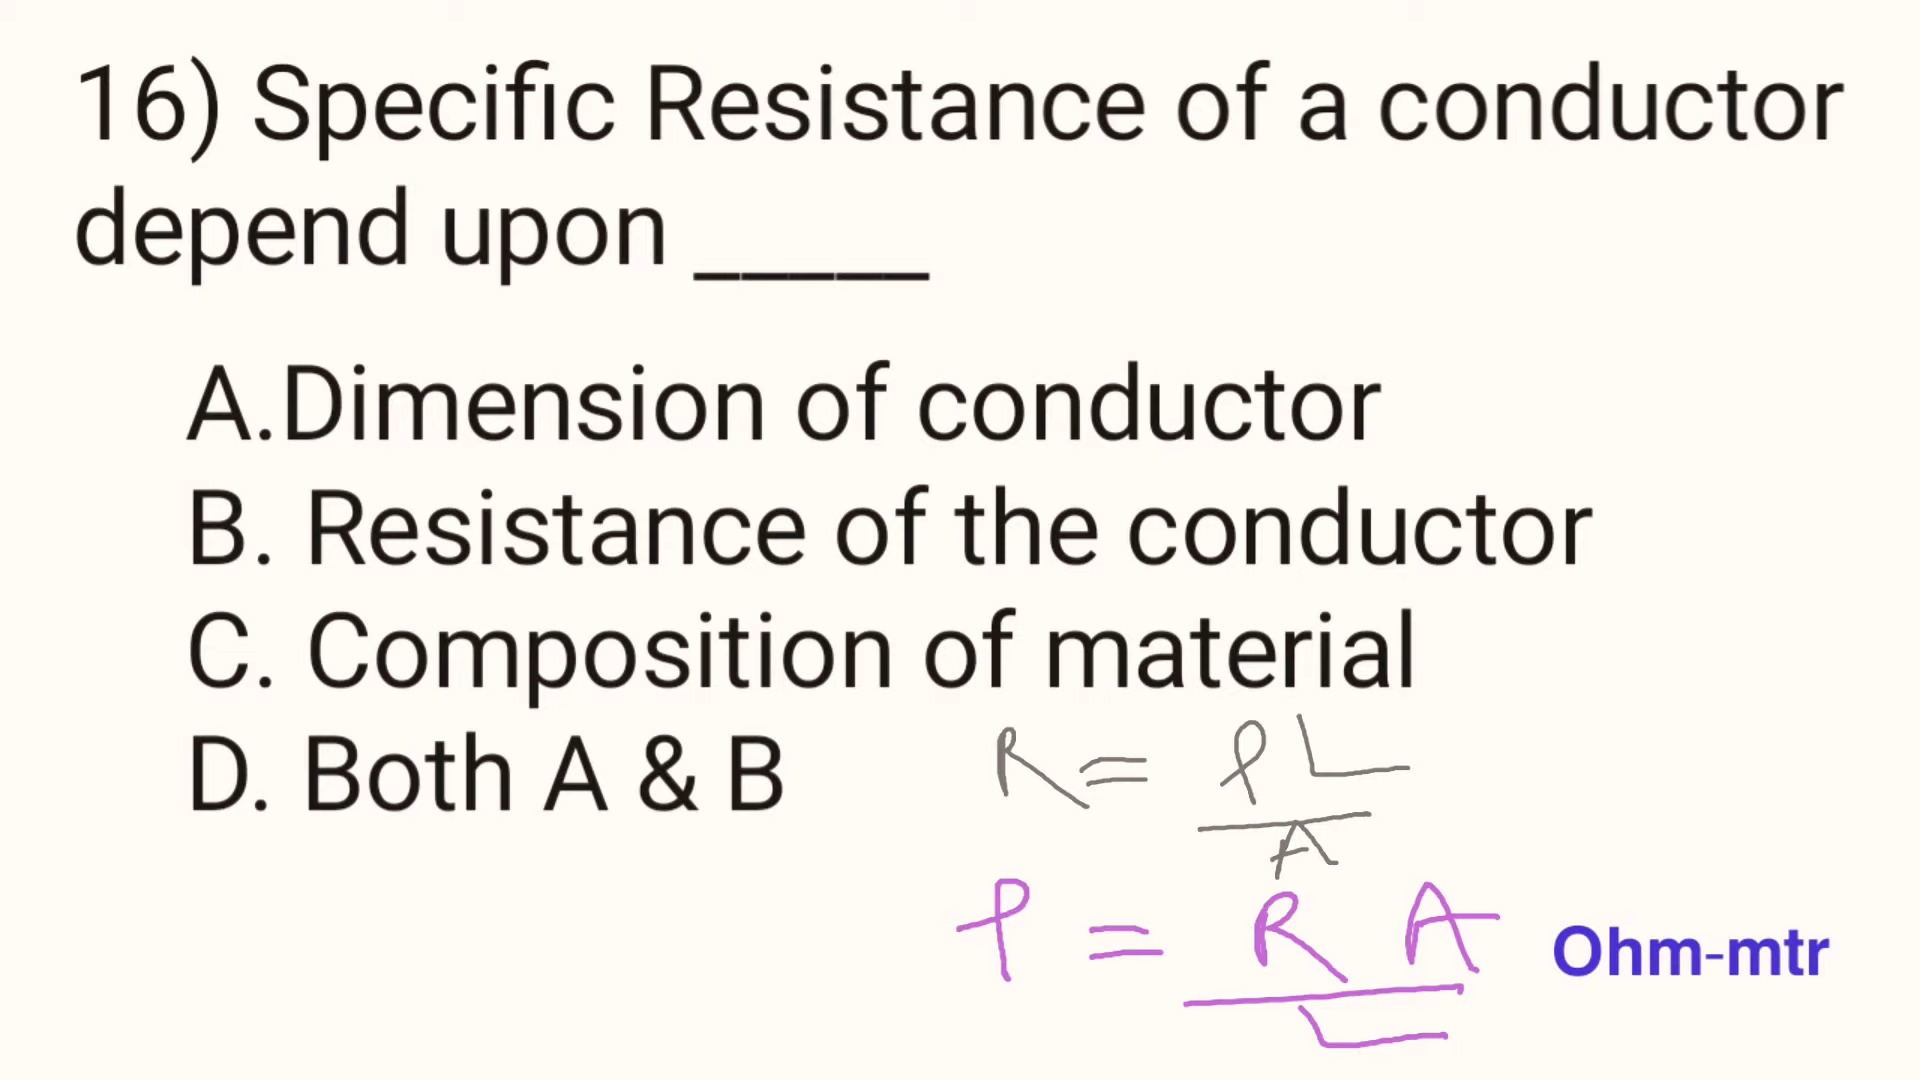 16) Specific Resistance of a conductor
depend upon _____
A.Dimension of conductor
B. Resistance of the conductor
C. Composition of material
D. Both A & B
R = ρL
A
ρ = R A
L
Ohm-mtr